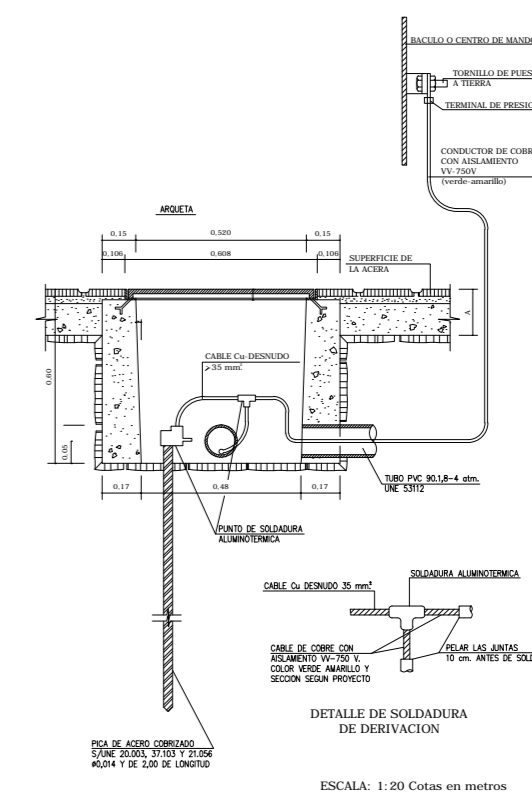 BACULO O CENTRO DE MANDO
TORNILLO DE PUES
A TIERRA
TERMINAL DE PRESIO
CONDUCTOR DE COBR
CON AISLAMIENTO
VV-750V
(verde-amarillo)
ARQUETA
0,15 0,520 0,15
0,106 0,608 0,106
SUPERFICIE DE
LA ACERA
A
0,60
CABLE Cu-DESNUDO
>35 mm²
0,05
0,17 0,48 0,17
TUBO PVC 90.1,8-4 atm.
UNE 53112
PUNTO DE SOLDADURA
ALUMINOTERMICA
SOLDADURA ALUMINOTERMICA
CABLE Cu DESNUDO 35 mm²
CABLE DE COBRE CON
AISLAMIENTO VV-750 V.
COLOR VERDE AMARILLO Y
SECCION SEGUN PROYECTO
PELAR LAS JUNTAS
10 cm. ANTES DE SOLD
DETALLE DE SOLDADURA
DE DERIVACION
PICA DE ACERO COBRIZADO
S/UNE 20.003, 37.103 Y 21.056
ø0,014 Y DE 2,00 DE LONGITUD
ESCALA: 1:20 Cotas en metros